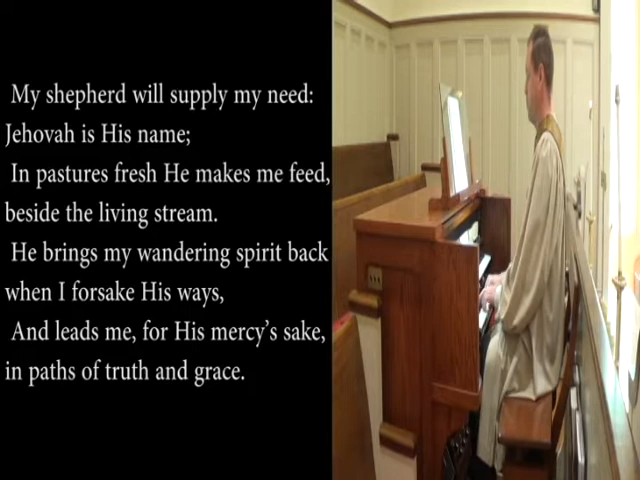 My shepherd will supply my need:
Jehovah is His name;
In pastures fresh He makes me feed,
beside the living stream.
He brings my wandering spirit back
when I forsake His ways,
And leads me, for His mercy's sake,
in paths of truth and grace.